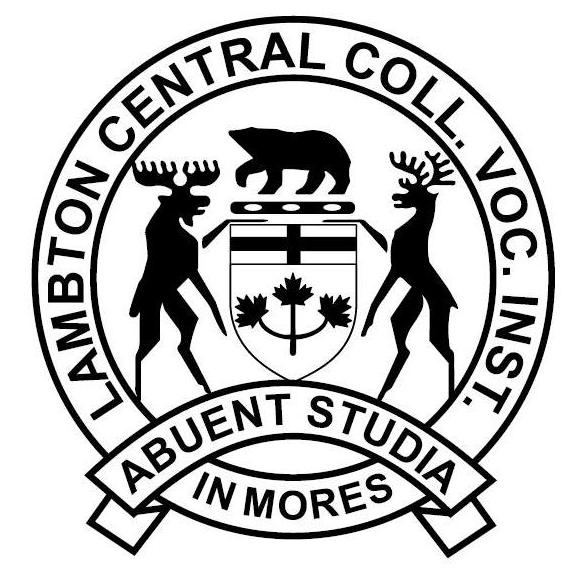 LAMBTON CENTRAL COLL. VOC. INST.
ABUENT STUDIA
IN MORES